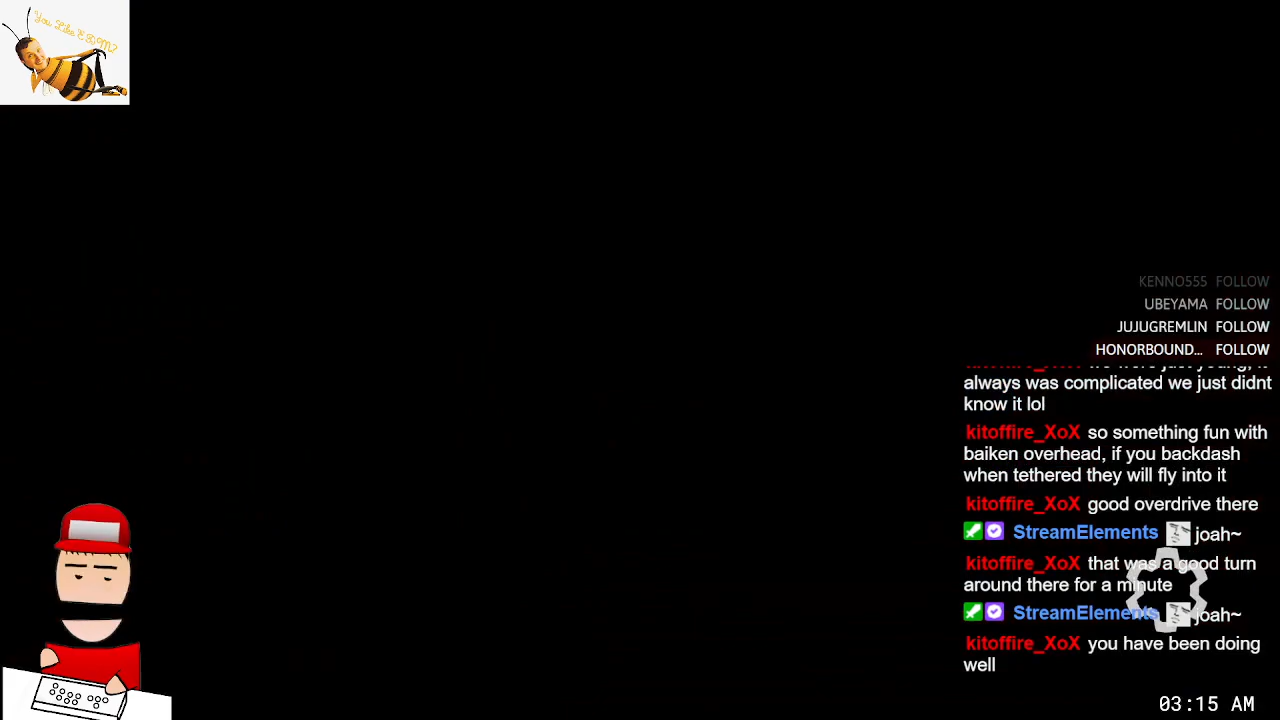 You Like EDM?
KENNO555 FOLLOW
UBEYAMA FOLLOW
JUJUGREMLIN FOLLOW
HONORBOUND... FOLLOW
always was complicated we just didnt
know it lol
kitoffire_XoX so something fun with
baiken overhead, if you backdash
when tethered they will fly into it
kitoffire_XoX good overdrive there
StreamElements joah~
kitoffire_XoX that was a good turn
around there for a minute
StreamElements joah~
kitoffire_XoX you have been doing
well
03:15 AM